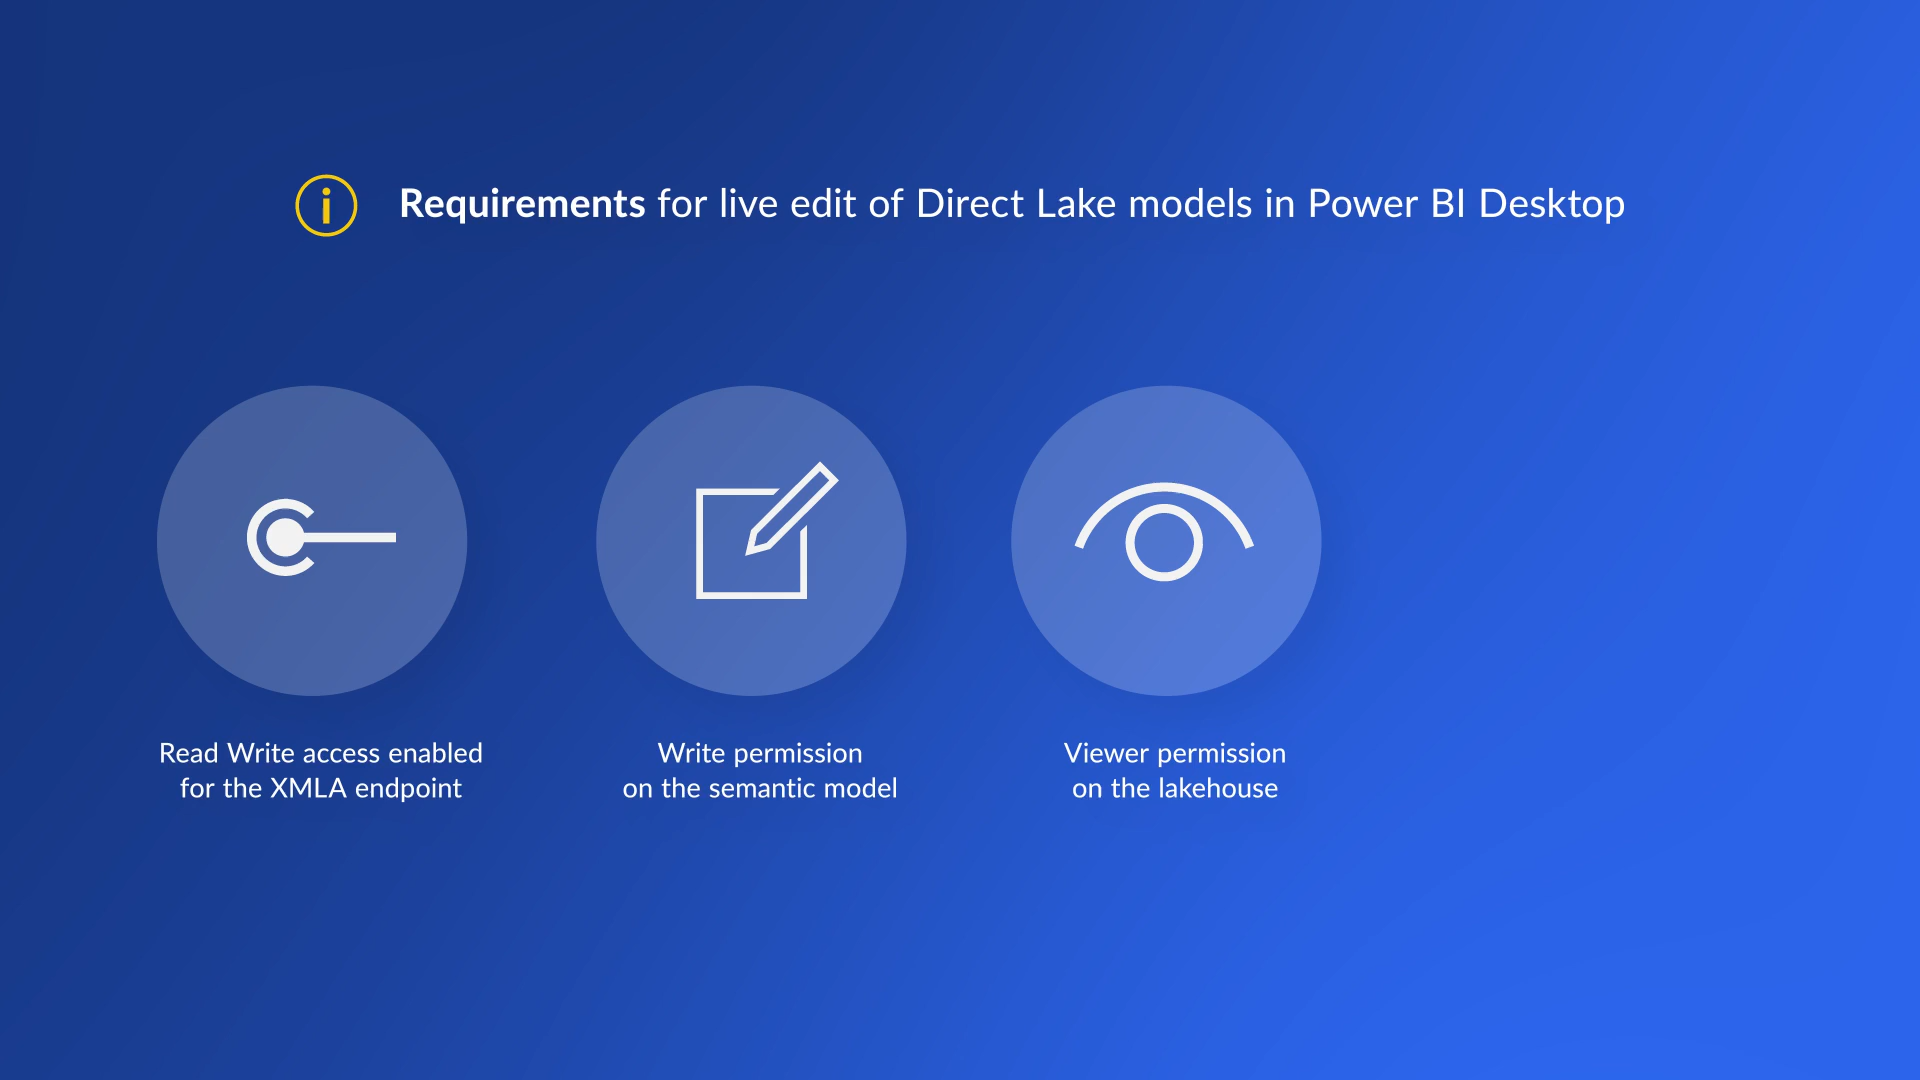 Requirements for live edit of Direct Lake models in Power BI Desktop
Read Write access enabled
for the XMLA endpoint
Write permission
on the semantic model
Viewer permission
on the lakehouse